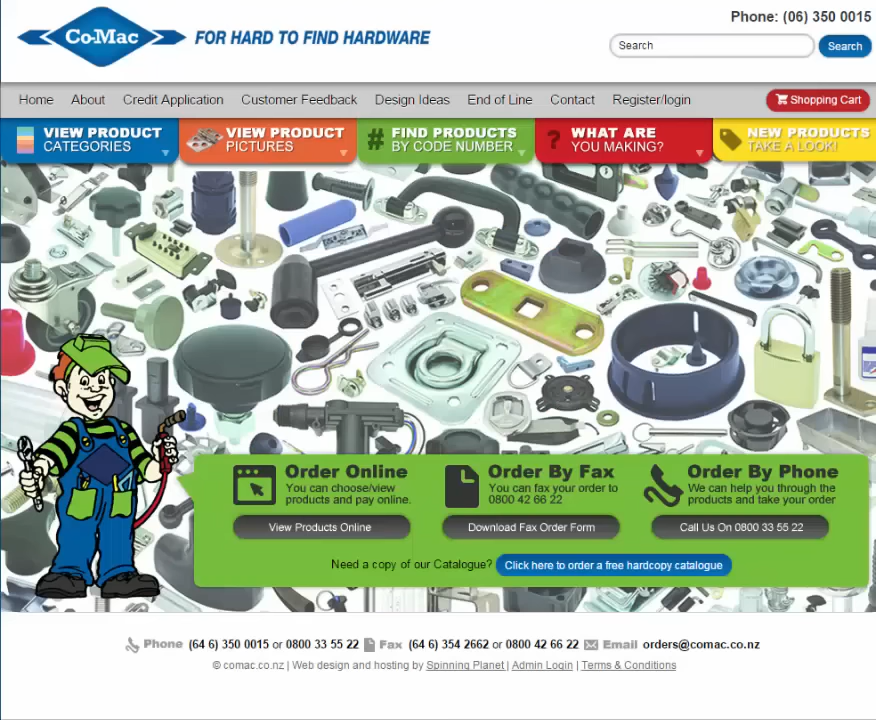 Phone: (06) 350 0015
Co-Mac
FOR HARD TO FIND HARDWARE
Search
Search
Home About Credit Application Customer Feedback Design Ideas End of Line Contact Register/login Shopping Cart
VIEW PRODUCT
CATEGORIES
VIEW PRODUCT
PICTURES
# FIND PRODUCTS
BY CODE NUMBER
? WHAT ARE
YOU MAKING?
NEW PRODUCTS
TAKE A LOOK!
Order Online
You can choose/view
products and pay online.
View Products Online
Order By Fax
You can fax your order to
0800 42 66 22
Download Fax Order Form
Order By Phone
We can help you through the
products and take your order
Call Us On 0800 33 55 22
Need a copy of our Catalogue? Click here to order a free hardcopy catalogue
Phone (64 6) 350 0015 or 0800 33 55 22 Fax (64 6) 354 2662 or 0800 42 66 22 Email orders@comac.co.nz
© comac.co.nz | Web design and hosting by Spinning Planet | Admin Login | Terms & Conditions